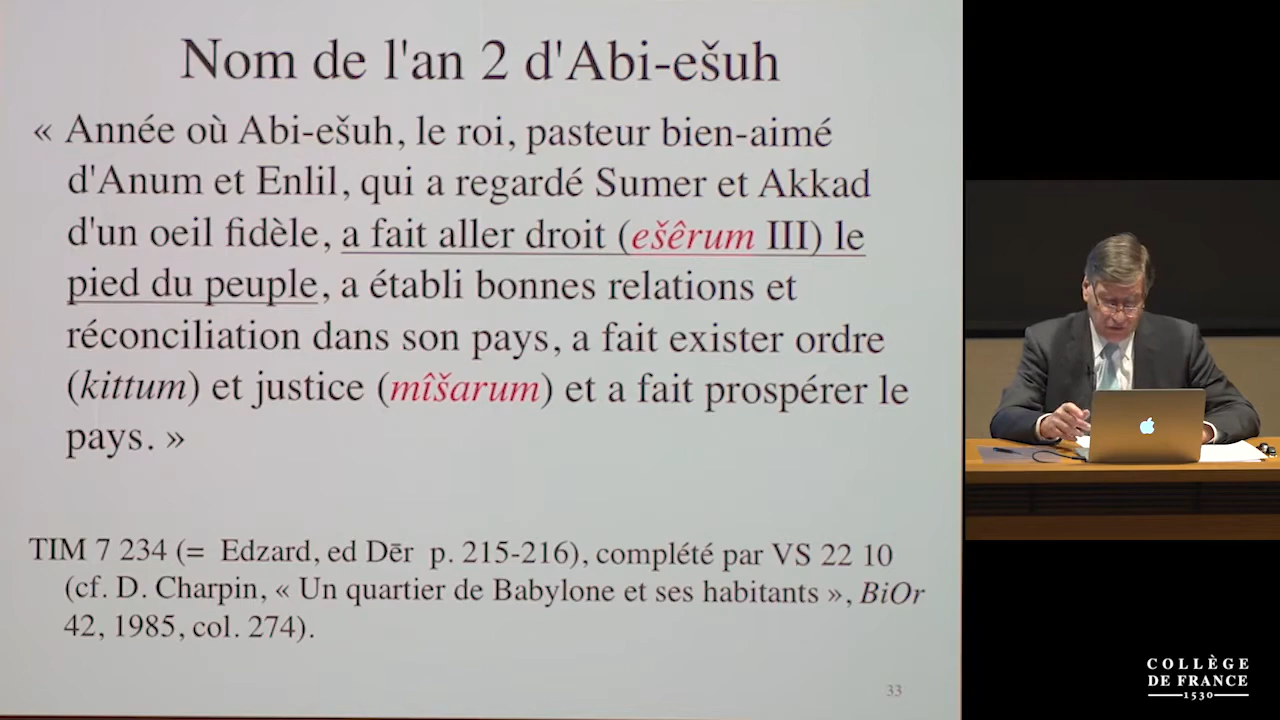 Nom de l'an 2 d'Abi-ešuh
« Année où Abi-ešuh, le roi, pasteur bien-aimé
d'Anum et Enlil, qui a regardé Sumer et Akkad
d'un oeil fidèle, a fait aller droit (ešêrum III) le
pied du peuple, a établi bonnes relations et
réconciliation dans son pays, a fait exister ordre
(kittum) et justice (mîšarum) et a fait prospérer le
pays. »
TIM 7 234 (= Edzard, ed Dēr p. 215-216), complété par VS 22 10
(cf. D. Charpin, « Un quartier de Babylone et ses habitants », BiOr
42, 1985, col. 274).
33
COLLÈGE
DE FRANCE
1530